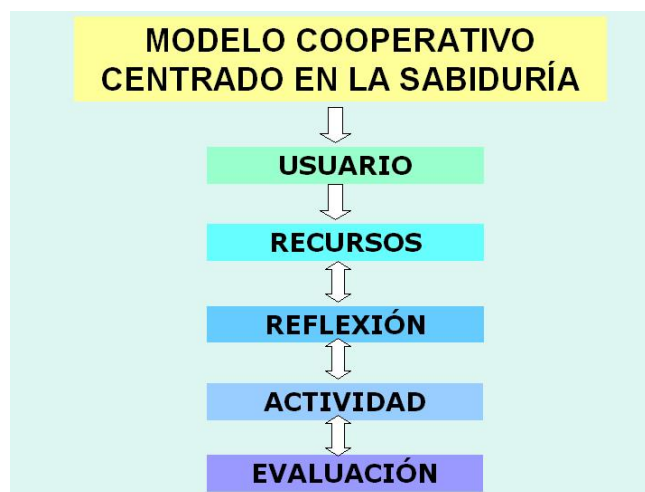 MODELO COOPERATIVO
CENTRADO EN LA SABIDURÍA
USUARIO
RECURSOS
REFLEXIÓN
ACTIVIDAD
EVALUACIÓN